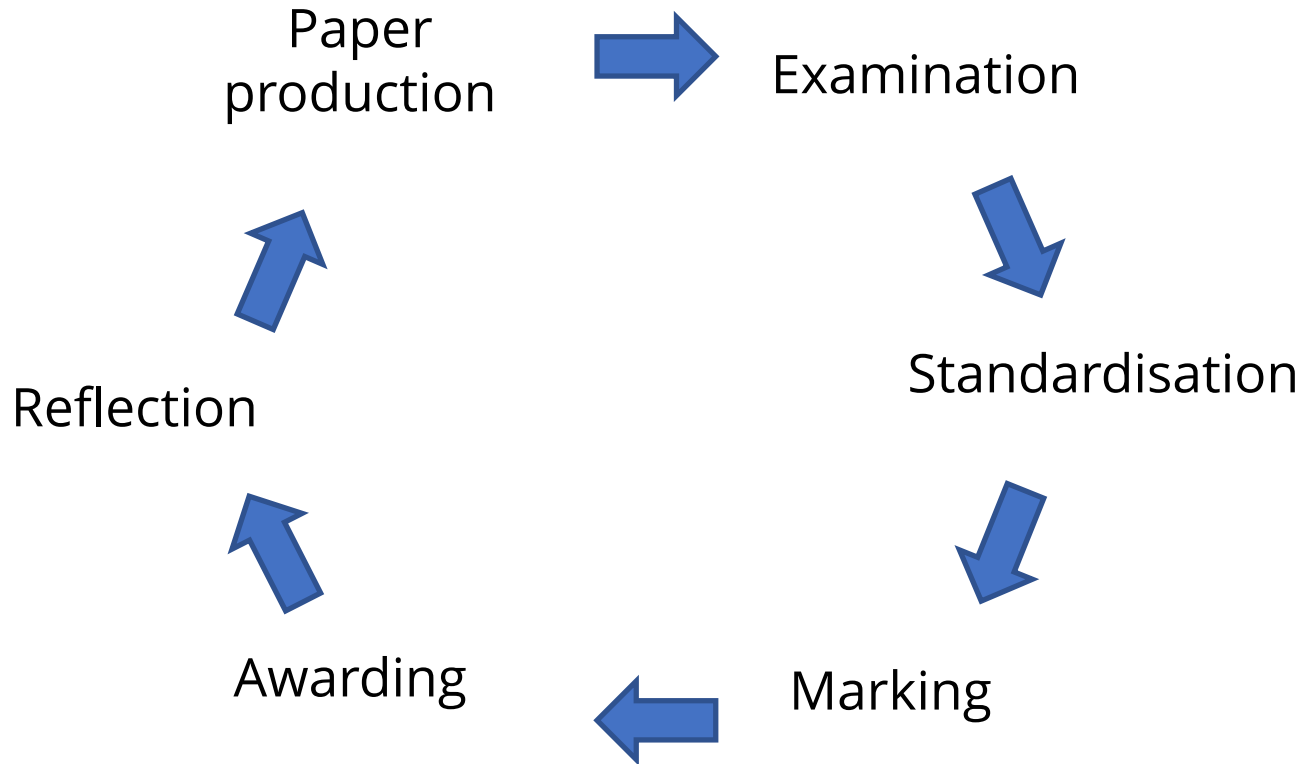 Paper
production
Examination
Standardisation
Marking
Awarding
Reflection